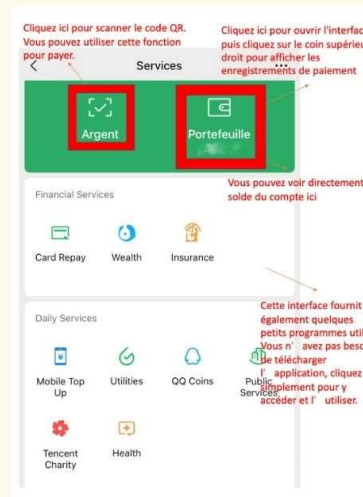 Cliquez ici pour scanner le code QR.
Vous pouvez utiliser cette fonction
pour payer.
Cliquez ici pour ouvrir
puis cliquez sur le coin
droit pour afficher les
enregistrements de paiement
Services
Argent
Portefeuille
Vous pouvez voir directement
solde du compte ici
Financial Services
Card Repay
Wealth
Insurance
Cette interface fournit
également quelques
petits programmes
Vous n' avez pas
de télécharger
l' application, cliquez
simplement pour y
accéder et l' utiliser.
Daily Services
Mobile Top
Up
Utilities
QQ Coins
Public
Services
Tencent
Charity
Health